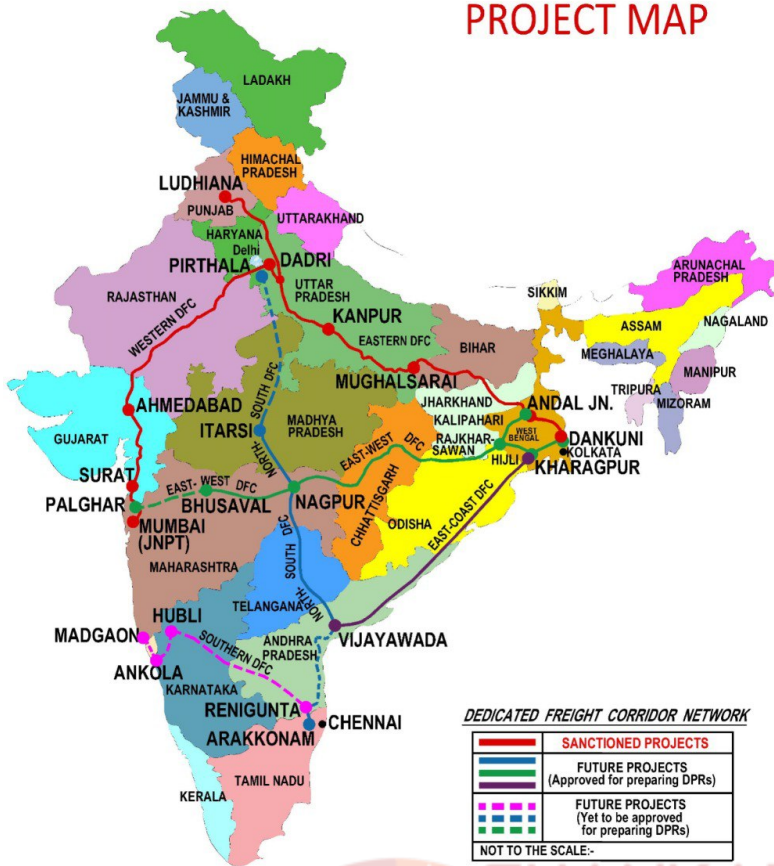 PROJECT MAP
LADAKH
JAMMU &
KASHMIR
HIMACHAL
PRADESH
LUDHIANA
PUNJAB
UTTARAKHAND
HARYANA
Delhi
PIRTHALA
DADRI
UTTAR
PRADESH
RAJASTHAN
WESTERN DFC
KANPUR
EASTERN DFC
BIHAR
SIKKIM
ARUNACHAL
PRADESH
ASSAM
NAGALAND
MEGHALAYA
MANIPUR
TRIPURA
MIZORAM
MUGHALSARAI
JHARKHAND
ANDAL JN.
KALIPAHARI
AHMEDABAD
GUJARAT
ITARSI
NORTH-
SOUTH DFC
MADHYA
PRADESH
RAJKHAR-
SAWAN
WEST
BENGAL
DANKUNI
KOLKATA
HIJLI
KHARAGPUR
EAST-WEST DFC
CHHATTISGARH
SURAT
PALGHAR
EAST- WEST DFC
BHUSAVAL
NAGPUR
MUMBAI
(JNPT)
MAHARASHTRA
ODISHA
EAST-COAST DFC
NORTH-
SOUTH DFC
TELANGANA
HUBLI
MADGAON
ANKOLA
SOUTHERN DFC
KARNATAKA
ANDHRA
PRADESH
VIJAYAWADA
RENIGUNTA
CHENNAI
ARAKKONAM
TAMIL NADU
KERALA
DEDICATED FREIGHT CORRIDOR NETWORK
SANCTIONED PROJECTS
FUTURE PROJECTS
(Approved for preparing DPRs)
FUTURE PROJECTS
(Yet to be approved
for preparing DPRs)
NOT TO THE SCALE:-